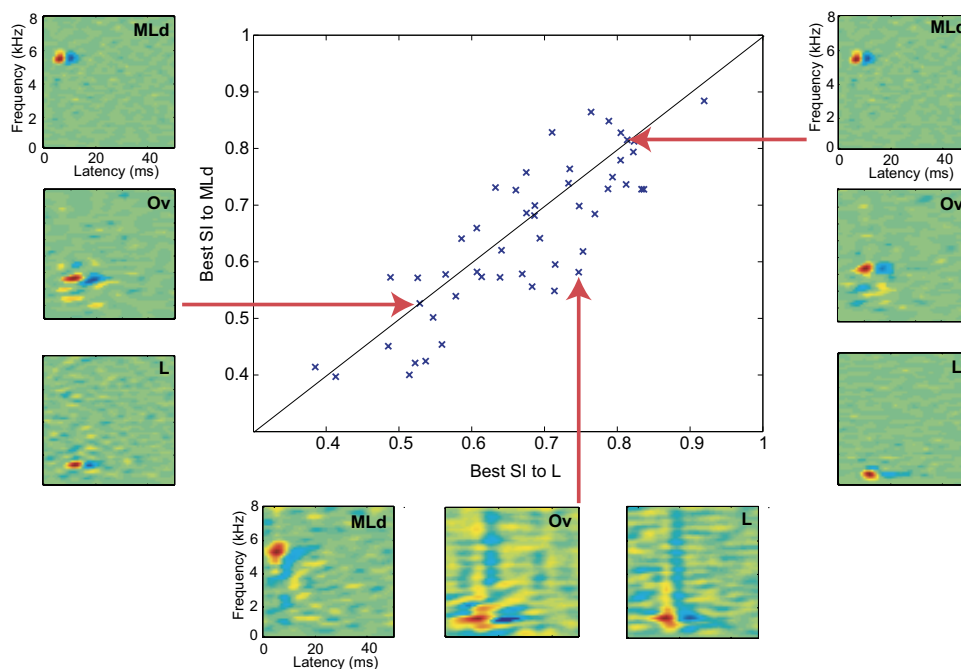 MLd
Frequency (kHz)
8
6
4
2
0
0 20 40
Latency (ms)
Ov
L
1
0.9
0.8
0.7
0.6
0.5
0.4
Best SI to MLd
0.4 0.5 0.6 0.7 0.8 0.9 1
Best SI to L
MLd
Frequency (kHz)
8
6
4
2
0
0 20 40
Latency (ms)
Ov
L
MLd
Frequency (kHz)
8
6
4
2
0
0 20 40
Latency (ms)
Ov
L